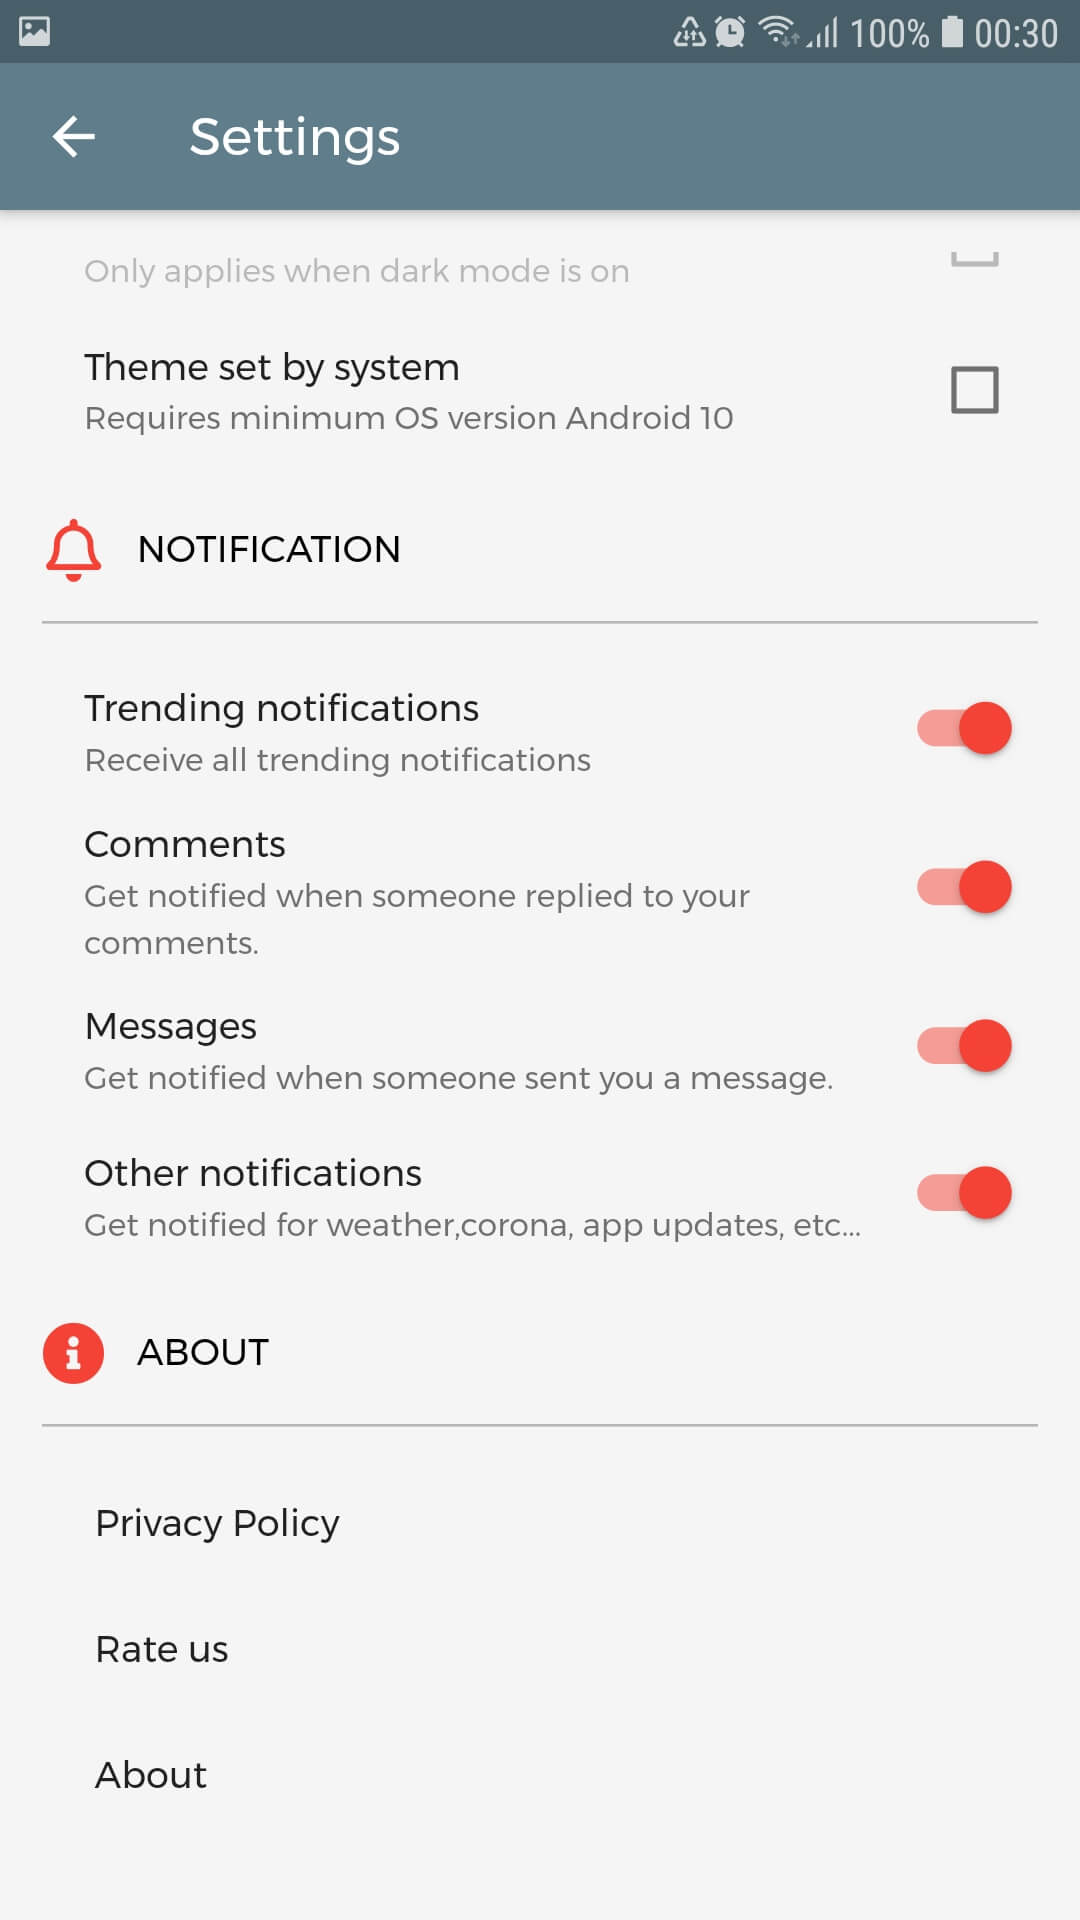 100% 00:30
Settings
Only applies when dark mode is on
Theme set by system
Requires minimum OS version Android 10
NOTIFICATION
Trending notifications
Receive all trending notifications
Comments
Get notified when someone replied to your
comments.
Messages
Get notified when someone sent you a message.
Other notifications
Get notified for weather,corona, app updates, etc...
ABOUT
Privacy Policy
Rate us
About